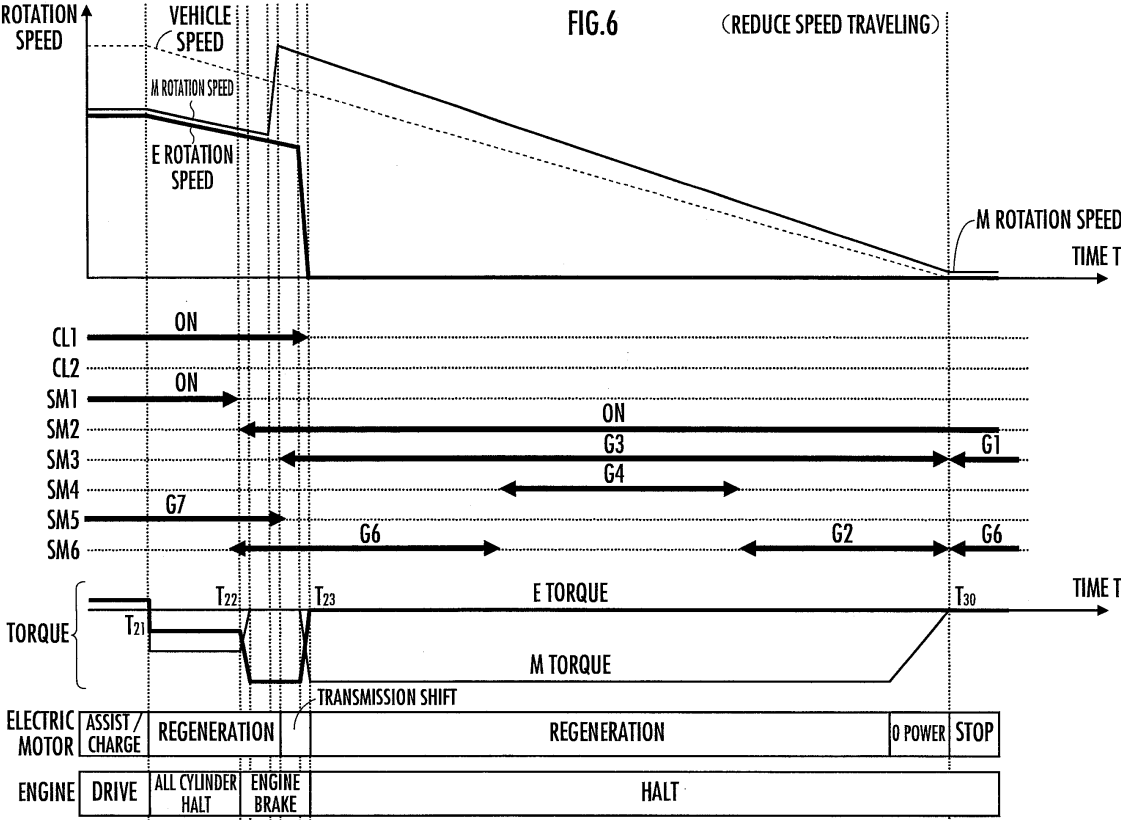 ROTATION
SPEED
VEHICLE
SPEED
FIG.6
(REDUCE SPEED TRAVELING)
M ROTATION SPEED
E ROTATION
SPEED
M ROTATION SPEED
TIME T
CL1
ON
CL2
SM1
ON
SM2
ON
SM3
G3
G1
SM4
G4
SM5
G7
SM6
G6
G2
G6
TORQUE
T21
T22
T23
E TORQUE
T30
TIME T
M TORQUE
TRANSMISSION SHIFT
ELECTRIC
MOTOR
ASSIST /
CHARGE
REGENERATION
REGENERATION
0 POWER
STOP
ENGINE
DRIVE
ALL CYLINDER
HALT
ENGINE
BRAKE
HALT